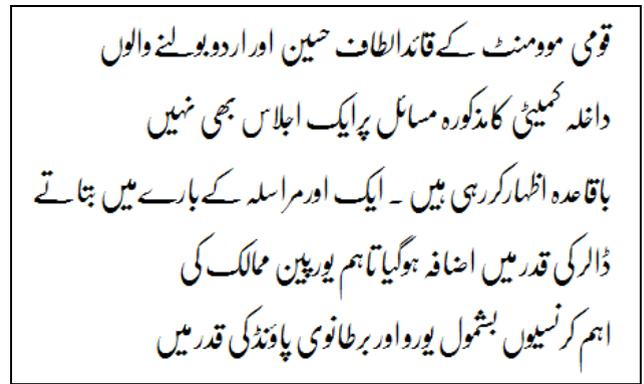 قومی موومنٹ کے قائد الطاف حسین اور اردو بولنے والوں
داخلہ کمیٹی کا مذکورہ مسائل پر ایک اجلاس بھی نہیں
باقاعدہ اظہار کر رہی ہیں ۔ ایک اور مراسلہ کے بارے میں بتاتے
ڈالر کی قدر میں اضافہ ہوگیا تاہم یورپین ممالک کی
اہم کرنسیوں بشمول یورو اور برطانوی پاؤنڈ کی قدر میں